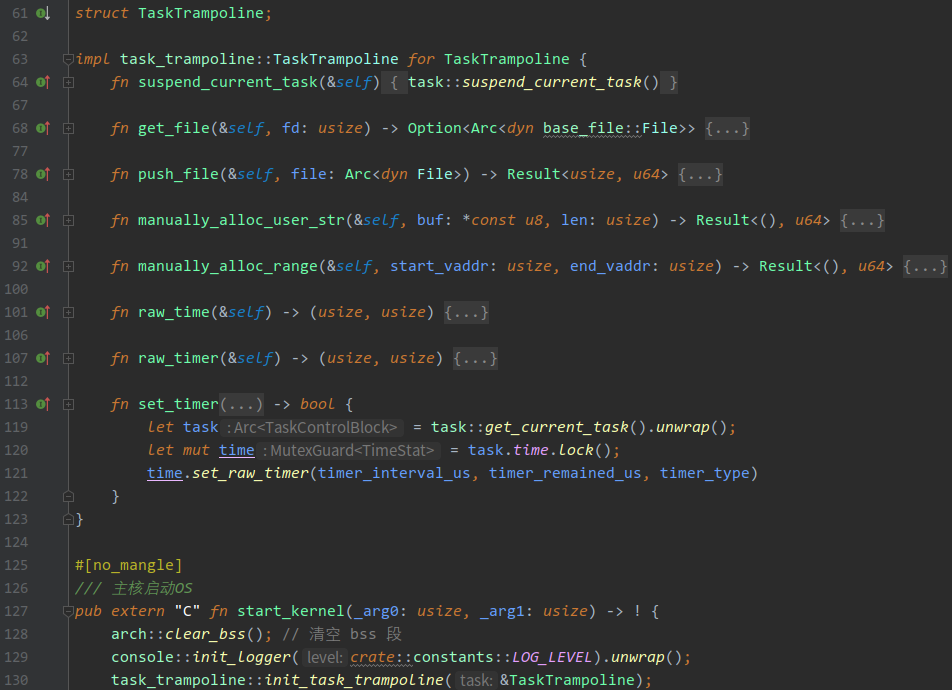 61 struct TaskTrampoline;
62
63 impl task_trampoline::TaskTrampoline for TaskTrampoline {
64 fn suspend_current_task(&self) { task::suspend_current_task() }
67
68 fn get_file(&self, fd: usize) -> Option<Arc<dyn base_file::File>> {...}
77
78 fn push_file(&self, file: Arc<dyn File>) -> Result<usize, u64> {...}
84
85 fn manually_alloc_user_str(&self, buf: *const u8, len: usize) -> Result<(), u64> {...}
91
92 fn manually_alloc_range(&self, start_vaddr: usize, end_vaddr: usize) -> Result<(), u64> {...}
100
101 fn raw_time(&self) -> (usize, usize) {...}
106
107 fn raw_timer(&self) -> (usize, usize) {...}
112
113 fn set_timer(...) -> bool {
119 let task : Arc<TaskControlBlock> = task::get_current_task().unwrap();
120 let mut time : MutexGuard<TimeStat> = task.time.lock();
121 time.set_raw_timer(timer_interval_us, timer_remained_us, timer_type)
122 }
123 }
124
125 #[no_mangle]
126 /// 主核启动OS
127 pub extern "C" fn start_kernel(_arg0: usize, _arg1: usize) -> ! {
128 arch::clear_bss(); // 清空 bss 段
129 console::init_logger( level: crate::constants::LOG_LEVEL).unwrap();
130 task_trampoline::init_task_trampoline( task: &TaskTrampoline);